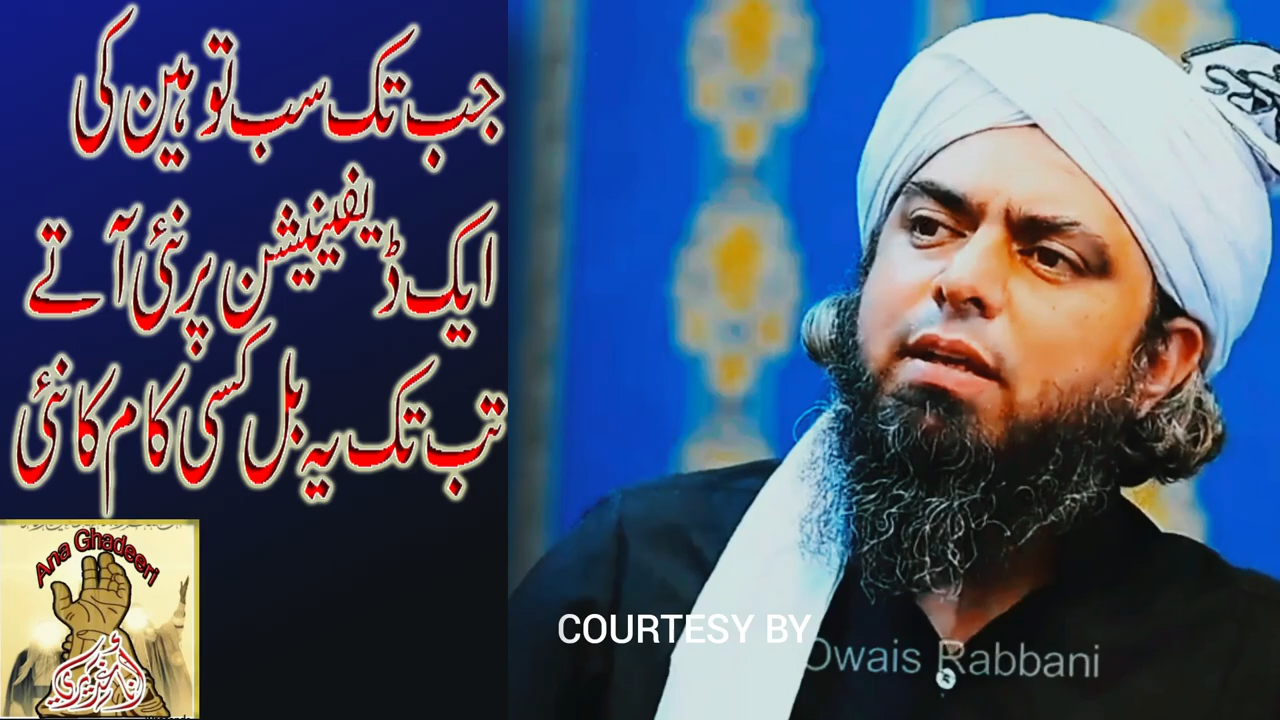 جب تک سب توہین کی
ایک ڈیفینیشن پر نئی آتے
تب تک یہ بل کسی کام کا نئی
Ana Ghadeeri
COURTESY BY
Owais Rabbani